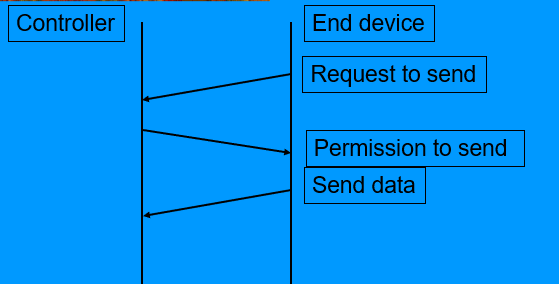 Controller
End device
Request to send
Permission to send
Send data